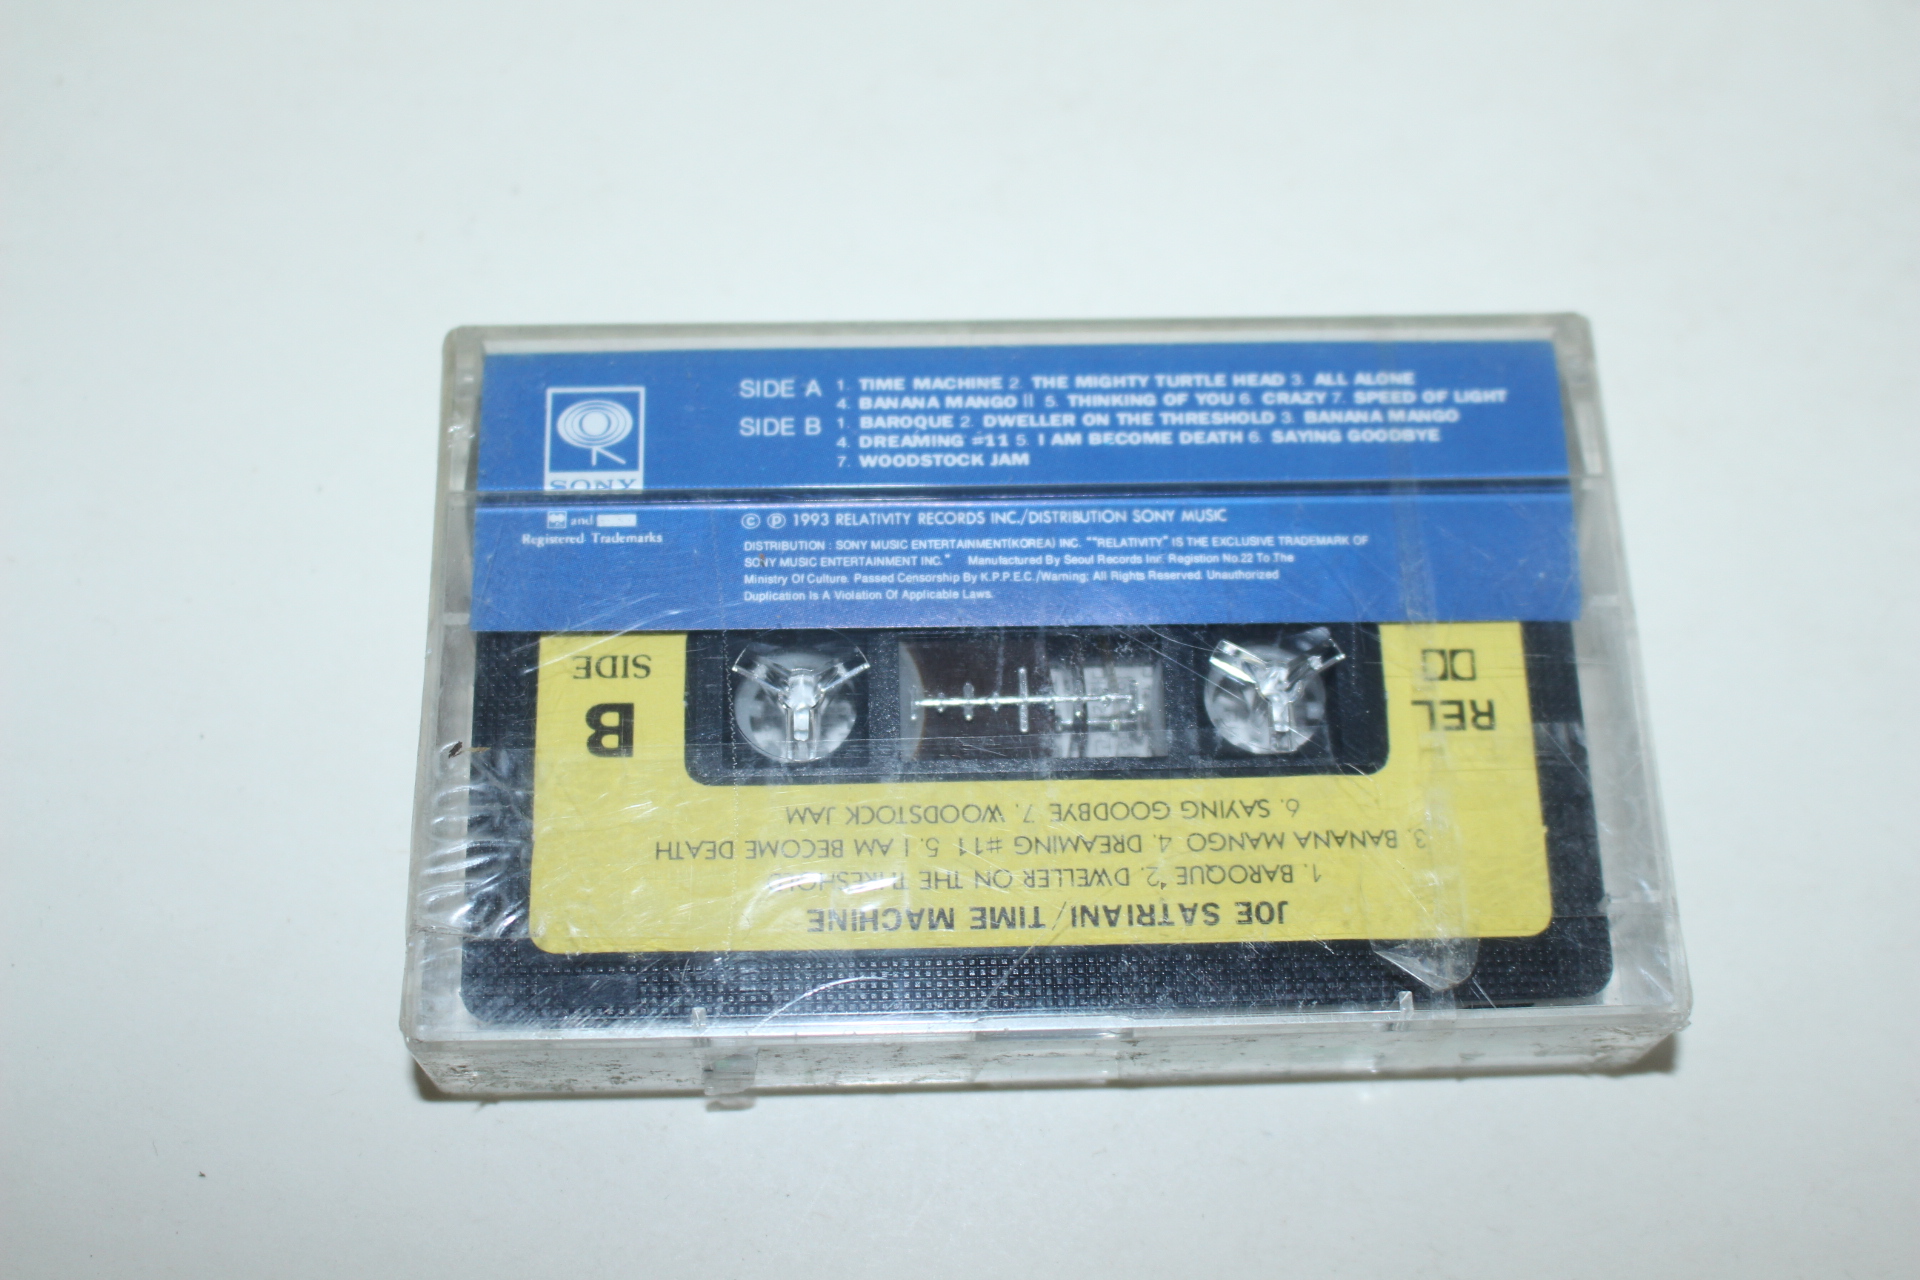 SIDE A 1. TIME MACHINE 2. THE MIGHTY TURTLE HEAD 3. ALL ALONE
4. BANANA MANGO II 5. THINKING OF YOU 6. CRAZY 7. SPEED OF LIGHT
SIDE B 1. BAROQUE 2. DWELLER ON THE THRESHOLD 3. BANANA MANGO
4. DREAMING #11 5. I AM BECOME DEATH 6. SAYING GOODBYE
7. WOODSTOCK JAM
SONY
and
Registered Trademarks
© ℗ 1993 RELATIVITY RECORDS INC./DISTRIBUTION SONY MUSIC
DISTRIBUTION : SONY MUSIC ENTERTAINMENT(KOREA) INC. ""RELATIVITY" IS THE EXCLUSIVE TRADEMARK OF
SONY MUSIC ENTERTAINMENT INC." Manufactured By Seoul Records Inc. Registion No.22 To The
Ministry Of Culture. Passed Censorship By K.P.P.E.C./Warning; All Rights Reserved. Unauthorized
Duplication Is A Violation Of Applicable Laws.
JOE SATRIANI/TIME MACHINE
1. BAROQUE 2. DWELLER ON THE THRESHOLD
3. BANANA MANGO 4. DREAMING #11 5. I AM BECOME DEATH
6. SAYING GOODBYE 7. WOODSTOCK JAM
REL
B
SIDE